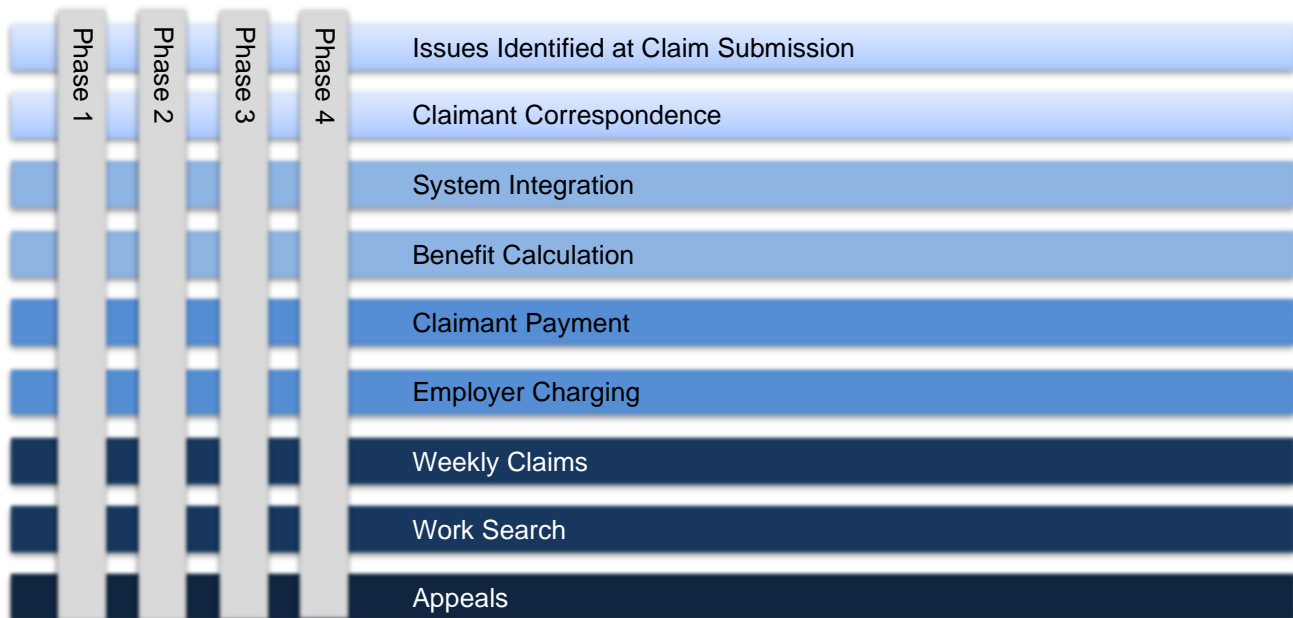 Phase 1
Phase 2
Phase 3
Phase 4
Issues Identified at Claim Submission
Claimant Correspondence
System Integration
Benefit Calculation
Claimant Payment
Employer Charging
Weekly Claims
Work Search
Appeals